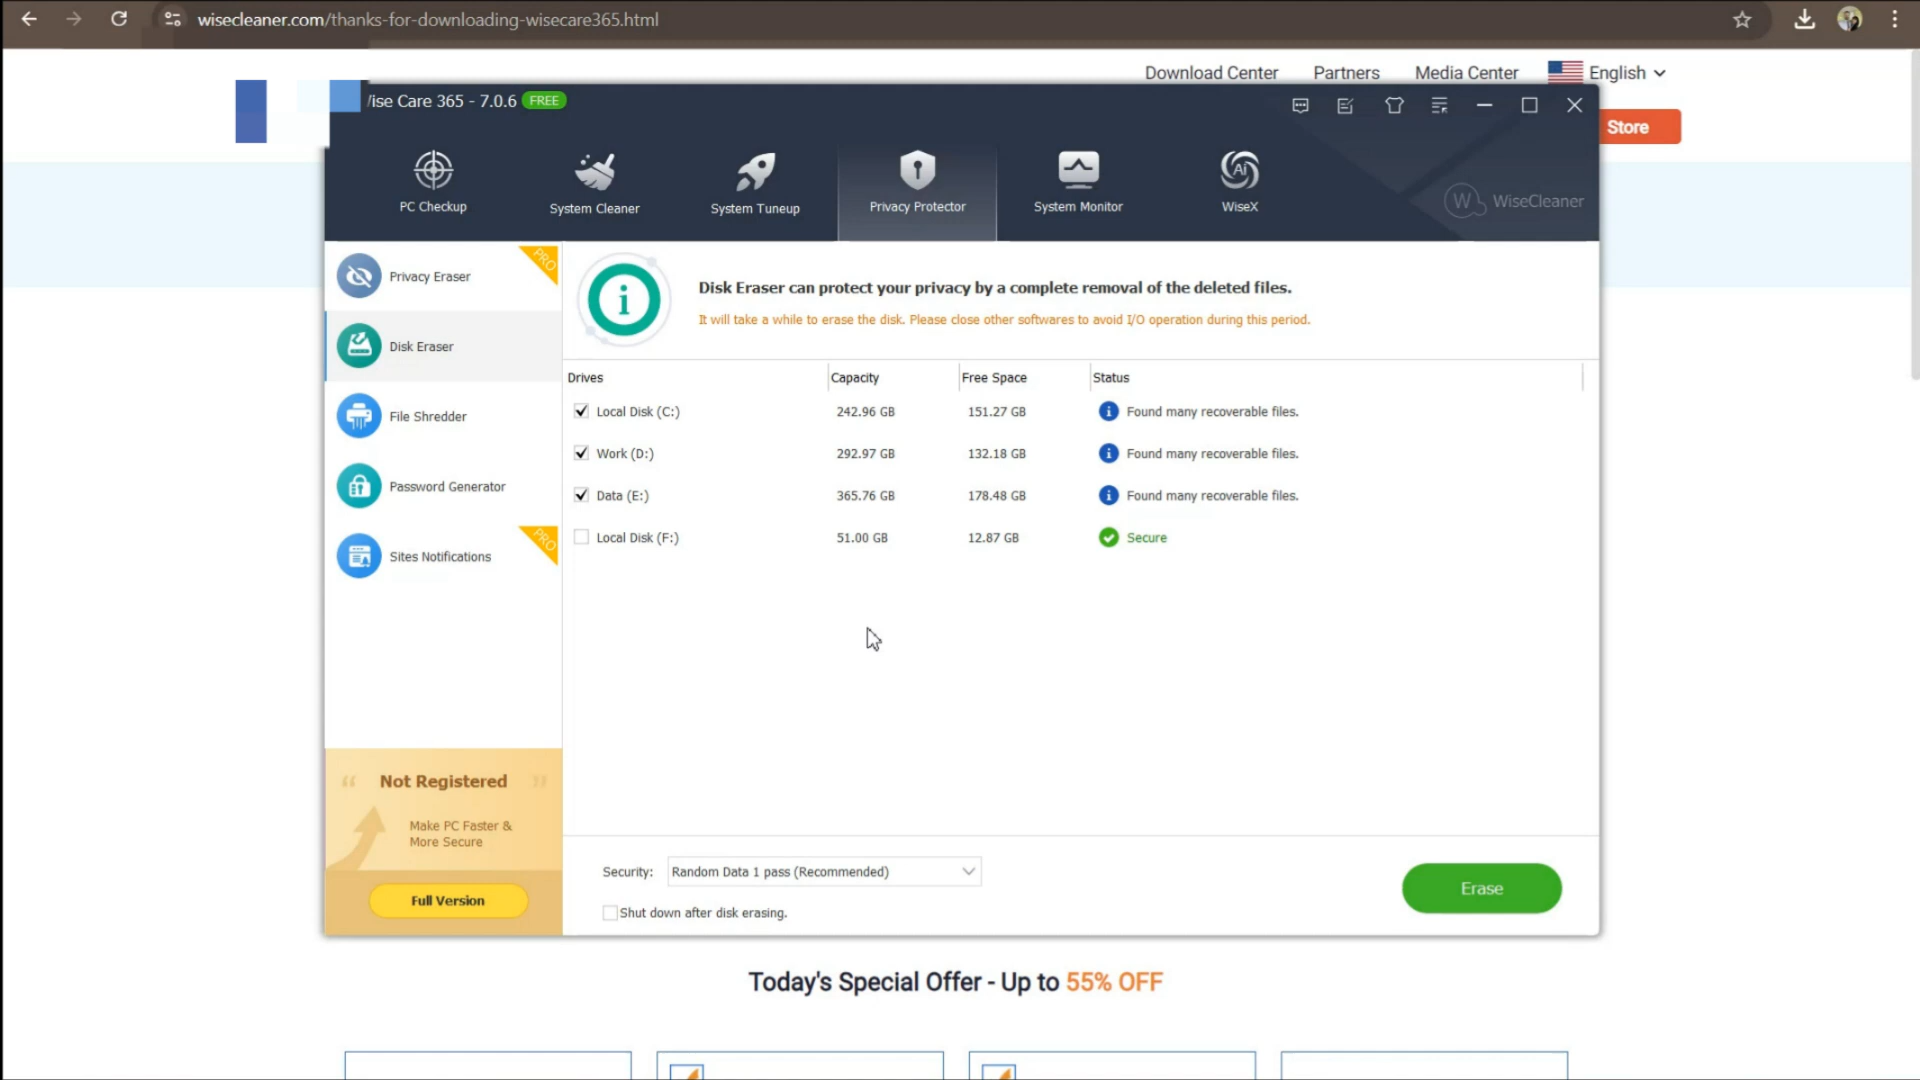 wisecleaner.com/thanks-for-downloading-wisecare365.html
Download Center Partners Media Center English
Store
ise Care 365 - 7.0.6 FREE
PC Checkup System Cleaner System Tuneup Privacy Protector System Monitor WiseX
Ai
W WiseCleaner
Privacy Eraser PRO
Disk Eraser
File Shredder
Password Generator
Sites Notifications PRO
Disk Eraser can protect your privacy by a complete removal of the deleted files.
It will take a while to erase the disk. Please close other softwares to avoid I/O operation during this period.
Drives Capacity Free Space Status
Local Disk (C:) 242.96 GB 151.27 GB Found many recoverable files.
Work (D:) 292.97 GB 132.18 GB Found many recoverable files.
Data (E:) 365.76 GB 178.48 GB Found many recoverable files.
Local Disk (F:) 51.00 GB 12.87 GB Secure
Not Registered
Make PC Faster &
More Secure
Full Version
Security: Random Data 1 pass (Recommended)
Shut down after disk erasing.
Erase
Today's Special Offer - Up to 55% OFF